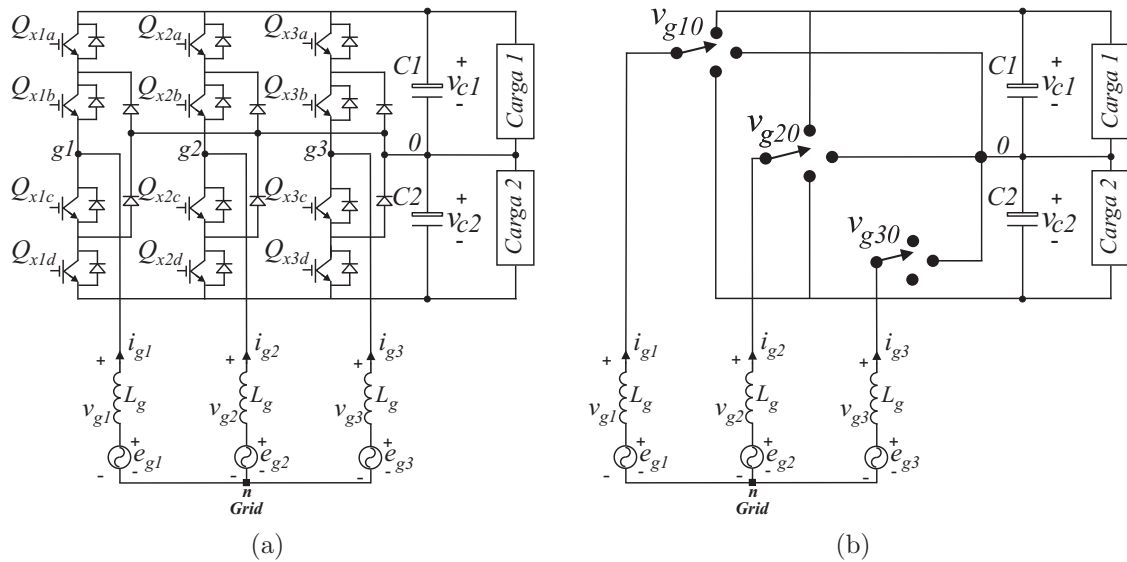 Qx1a
Qx2a
Qx3a
Qx1b
Qx2b
Qx3b
C1
+
vc1
-
Carga 1
g1
g2
g3
0
Qx1c
Qx2c
Qx3c
C2
+
vc2
-
Carga 2
Qx1d
Qx2d
Qx3d
ig1
ig2
ig3
+
+
+
vg1
Lg
vg2
Lg
vg3
Lg
+
eg1
+
eg2
+
eg3
- -
- -
- -
n
Grid
(a)
vg10
C1
+
vc1
-
Carga 1
vg20
0
C2
+
vc2
-
Carga 2
vg30
ig1
ig2
ig3
+
+
+
vg1
Lg
vg2
Lg
vg3
Lg
+
eg1
+
eg2
+
eg3
- -
- -
- -
n
Grid
(b)